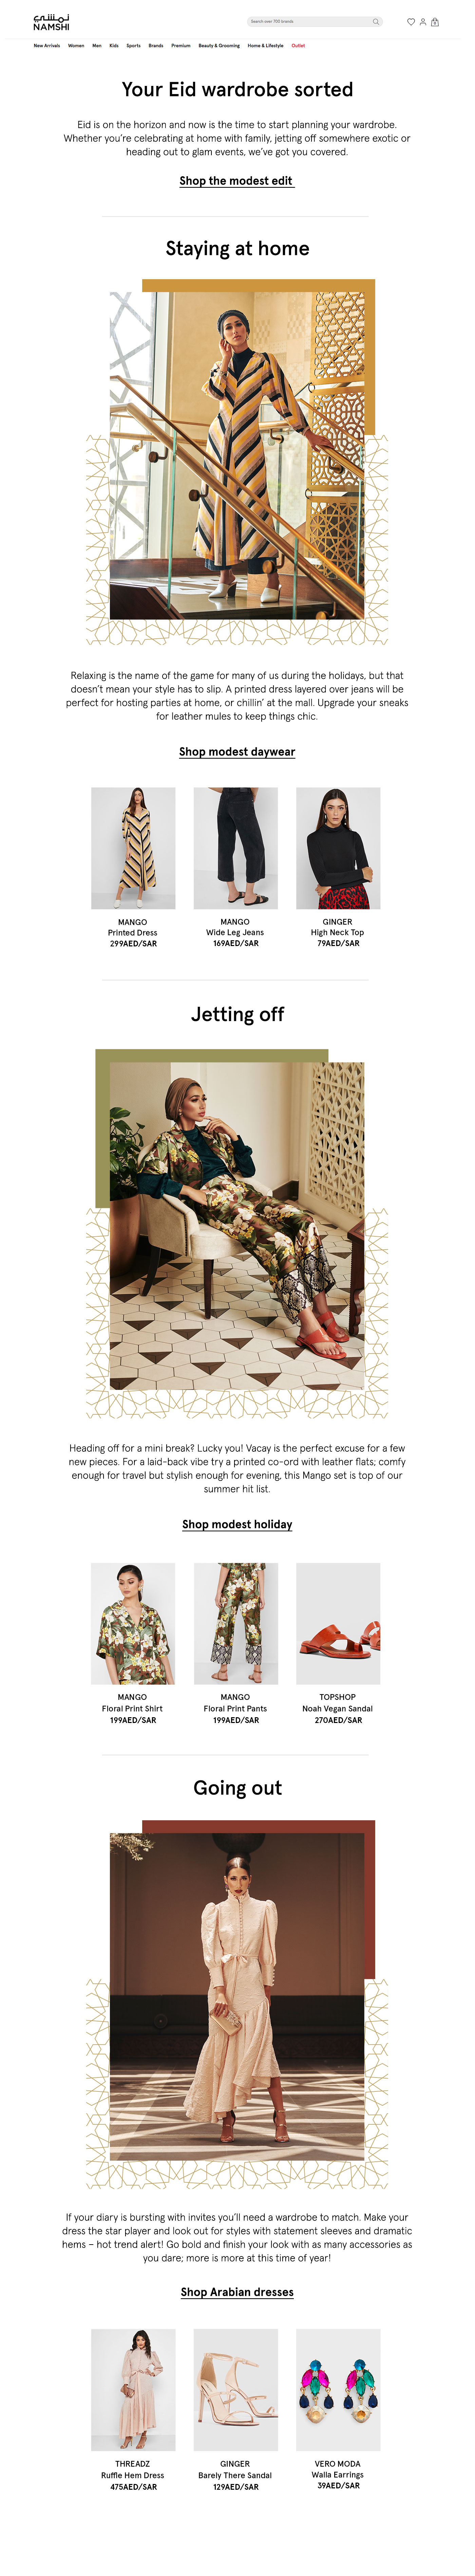 نمشي
NAMSHI
Search over 700 brands
New Arrivals Women Men Kids Sports Brands Premium Beauty & Grooming Home & Lifestyle Outlet
Your Eid wardrobe sorted
Eid is on the horizon and now is the time to start planning your wardrobe.
Whether you're celebrating at home with family, jetting off somewhere exotic or
heading out to glam events, we've got you covered.
Shop the modest edit
Staying at home
Relaxing is the name of the game for many of us during the holidays, but that
doesn't mean your style has to slip. A printed dress layered over jeans will be
perfect for hosting parties at home, or chillin' at the mall. Upgrade your sneaks
for leather mules to keep things chic.
Shop modest daywear
MANGO
Printed Dress
299AED/SAR
MANGO
Wide Leg Jeans
169AED/SAR
GINGER
High Neck Top
79AED/SAR
Jetting off
Heading off for a mini break? Lucky you! Vacay is the perfect excuse for a few
new pieces. For a laid-back vibe try a printed co-ord with leather flats; comfy
enough for travel but stylish enough for evening, this Mango set is top of our
summer hit list.
Shop modest holiday
MANGO
Floral Print Shirt
199AED/SAR
MANGO
Floral Print Pants
199AED/SAR
TOPSHOP
Noah Vegan Sandal
270AED/SAR
Going out
If your diary is bursting with invites you'll need a wardrobe to match. Make your
dress the star player and look out for styles with statement sleeves and dramatic
hems – hot trend alert! Go bold and finish your look with as many accessories as
you dare; more is more at this time of year!
Shop Arabian dresses
THREADZ
Ruffle Hem Dress
475AED/SAR
GINGER
Barely There Sandal
129AED/SAR
VERO MODA
Walla Earrings
39AED/SAR